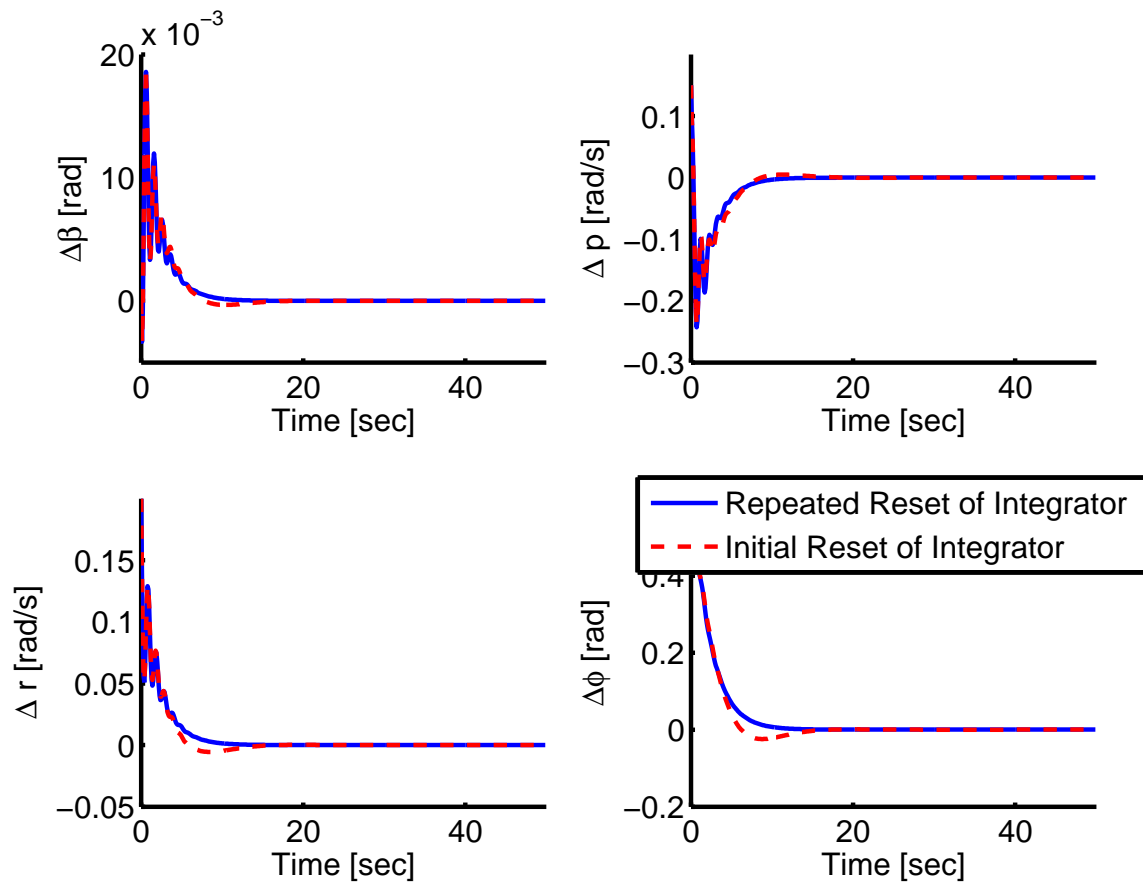 x 10−3
20
10
0
Δβ [rad]
0
20
40
Time [sec]
0.1
0
−0.1
−0.2
−0.3
Δ p [rad/s]
0
20
40
Time [sec]
0.15
0.1
0.05
0
−0.05
Δ r [rad/s]
0
20
40
Time [sec]
Repeated Reset of Integrator
Initial Reset of Integrator
0.4
0.2
0
−0.2
Δϕ [rad]
0
20
40
Time [sec]